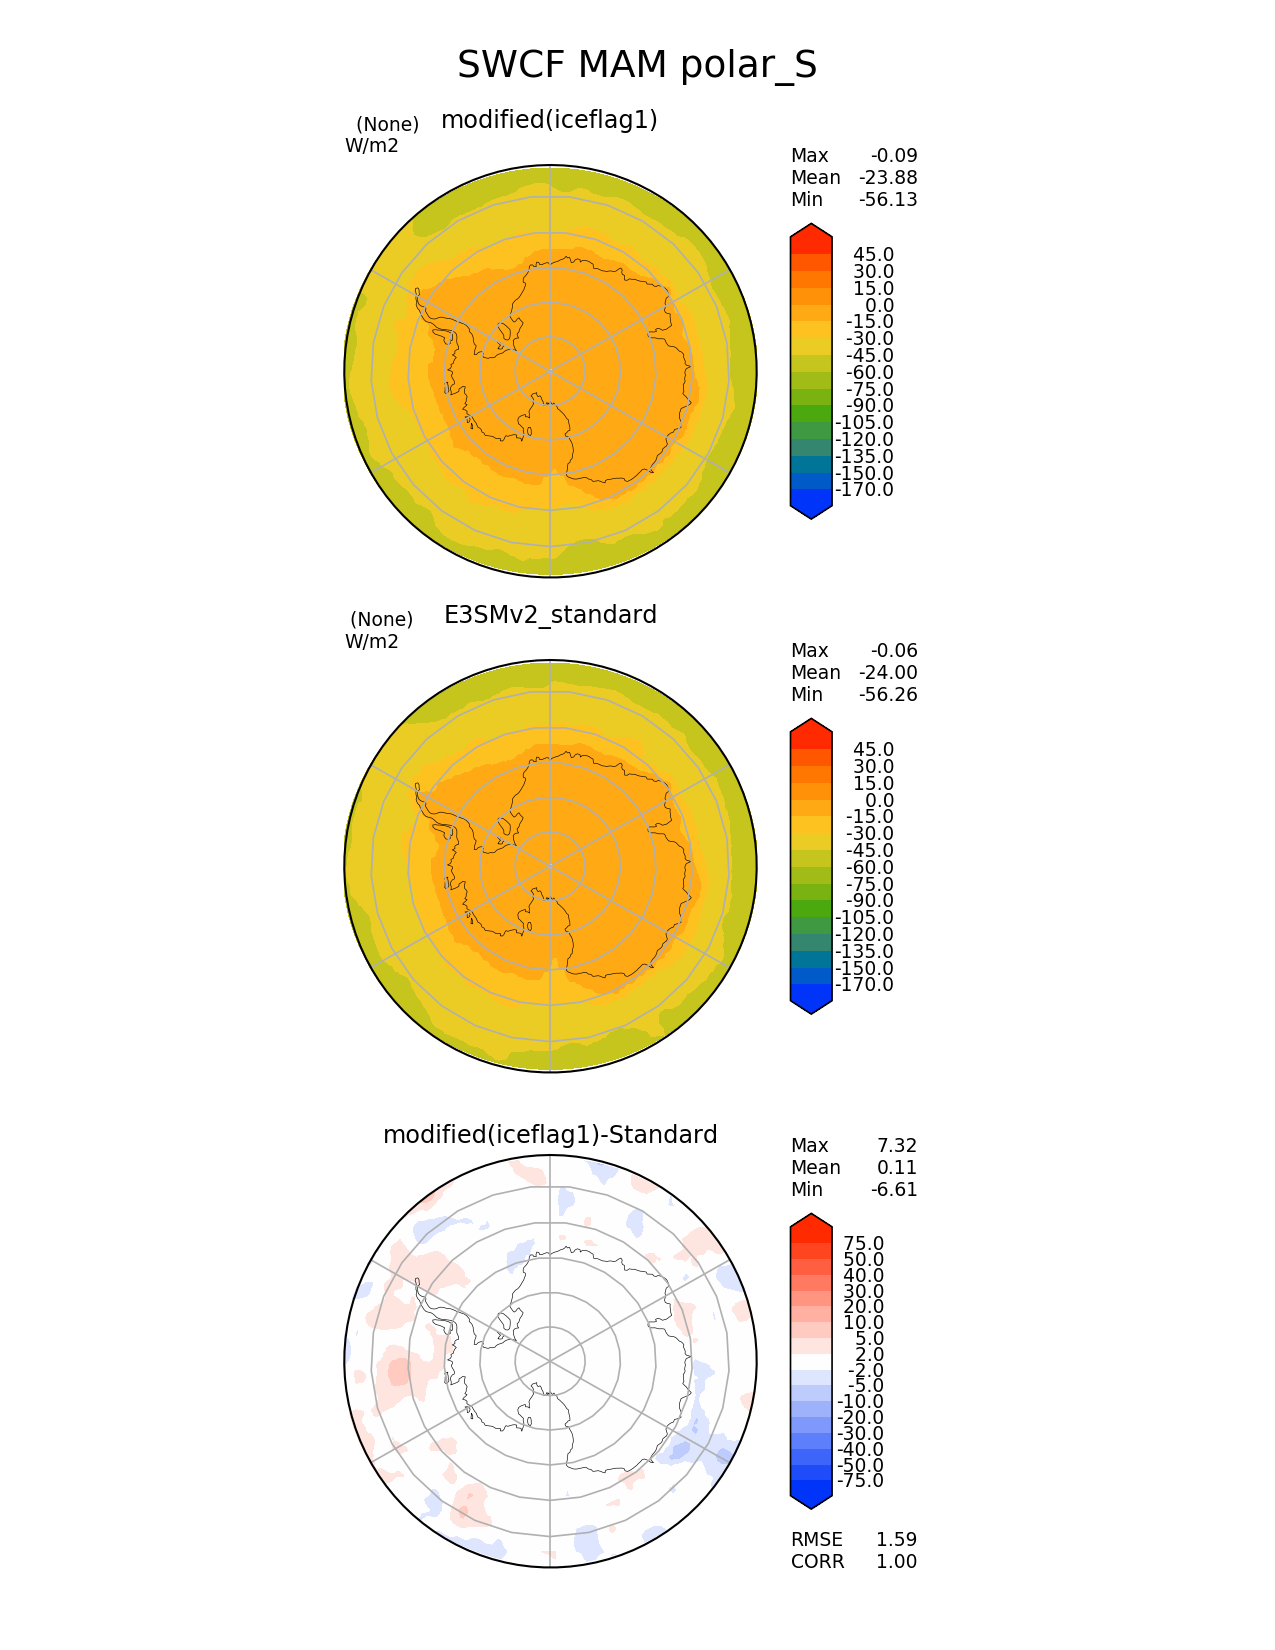 SWCF MAM polar_S
(None) modified(iceflag1)
W/m2
Max -0.09
Mean -23.88
Min -56.13
45.0
30.0
15.0
0.0
-15.0
-30.0
-45.0
-60.0
-75.0
-90.0
-105.0
-120.0
-135.0
-150.0
-170.0
(None) E3SMv2_standard
W/m2
Max -0.06
Mean -24.00
Min -56.26
45.0
30.0
15.0
0.0
-15.0
-30.0
-45.0
-60.0
-75.0
-90.0
-105.0
-120.0
-135.0
-150.0
-170.0
modified(iceflag1)-Standard
Max 7.32
Mean 0.11
Min -6.61
75.0
50.0
40.0
30.0
20.0
10.0
5.0
2.0
-2.0
-5.0
-10.0
-20.0
-30.0
-40.0
-50.0
-75.0
RMSE 1.59
CORR 1.00